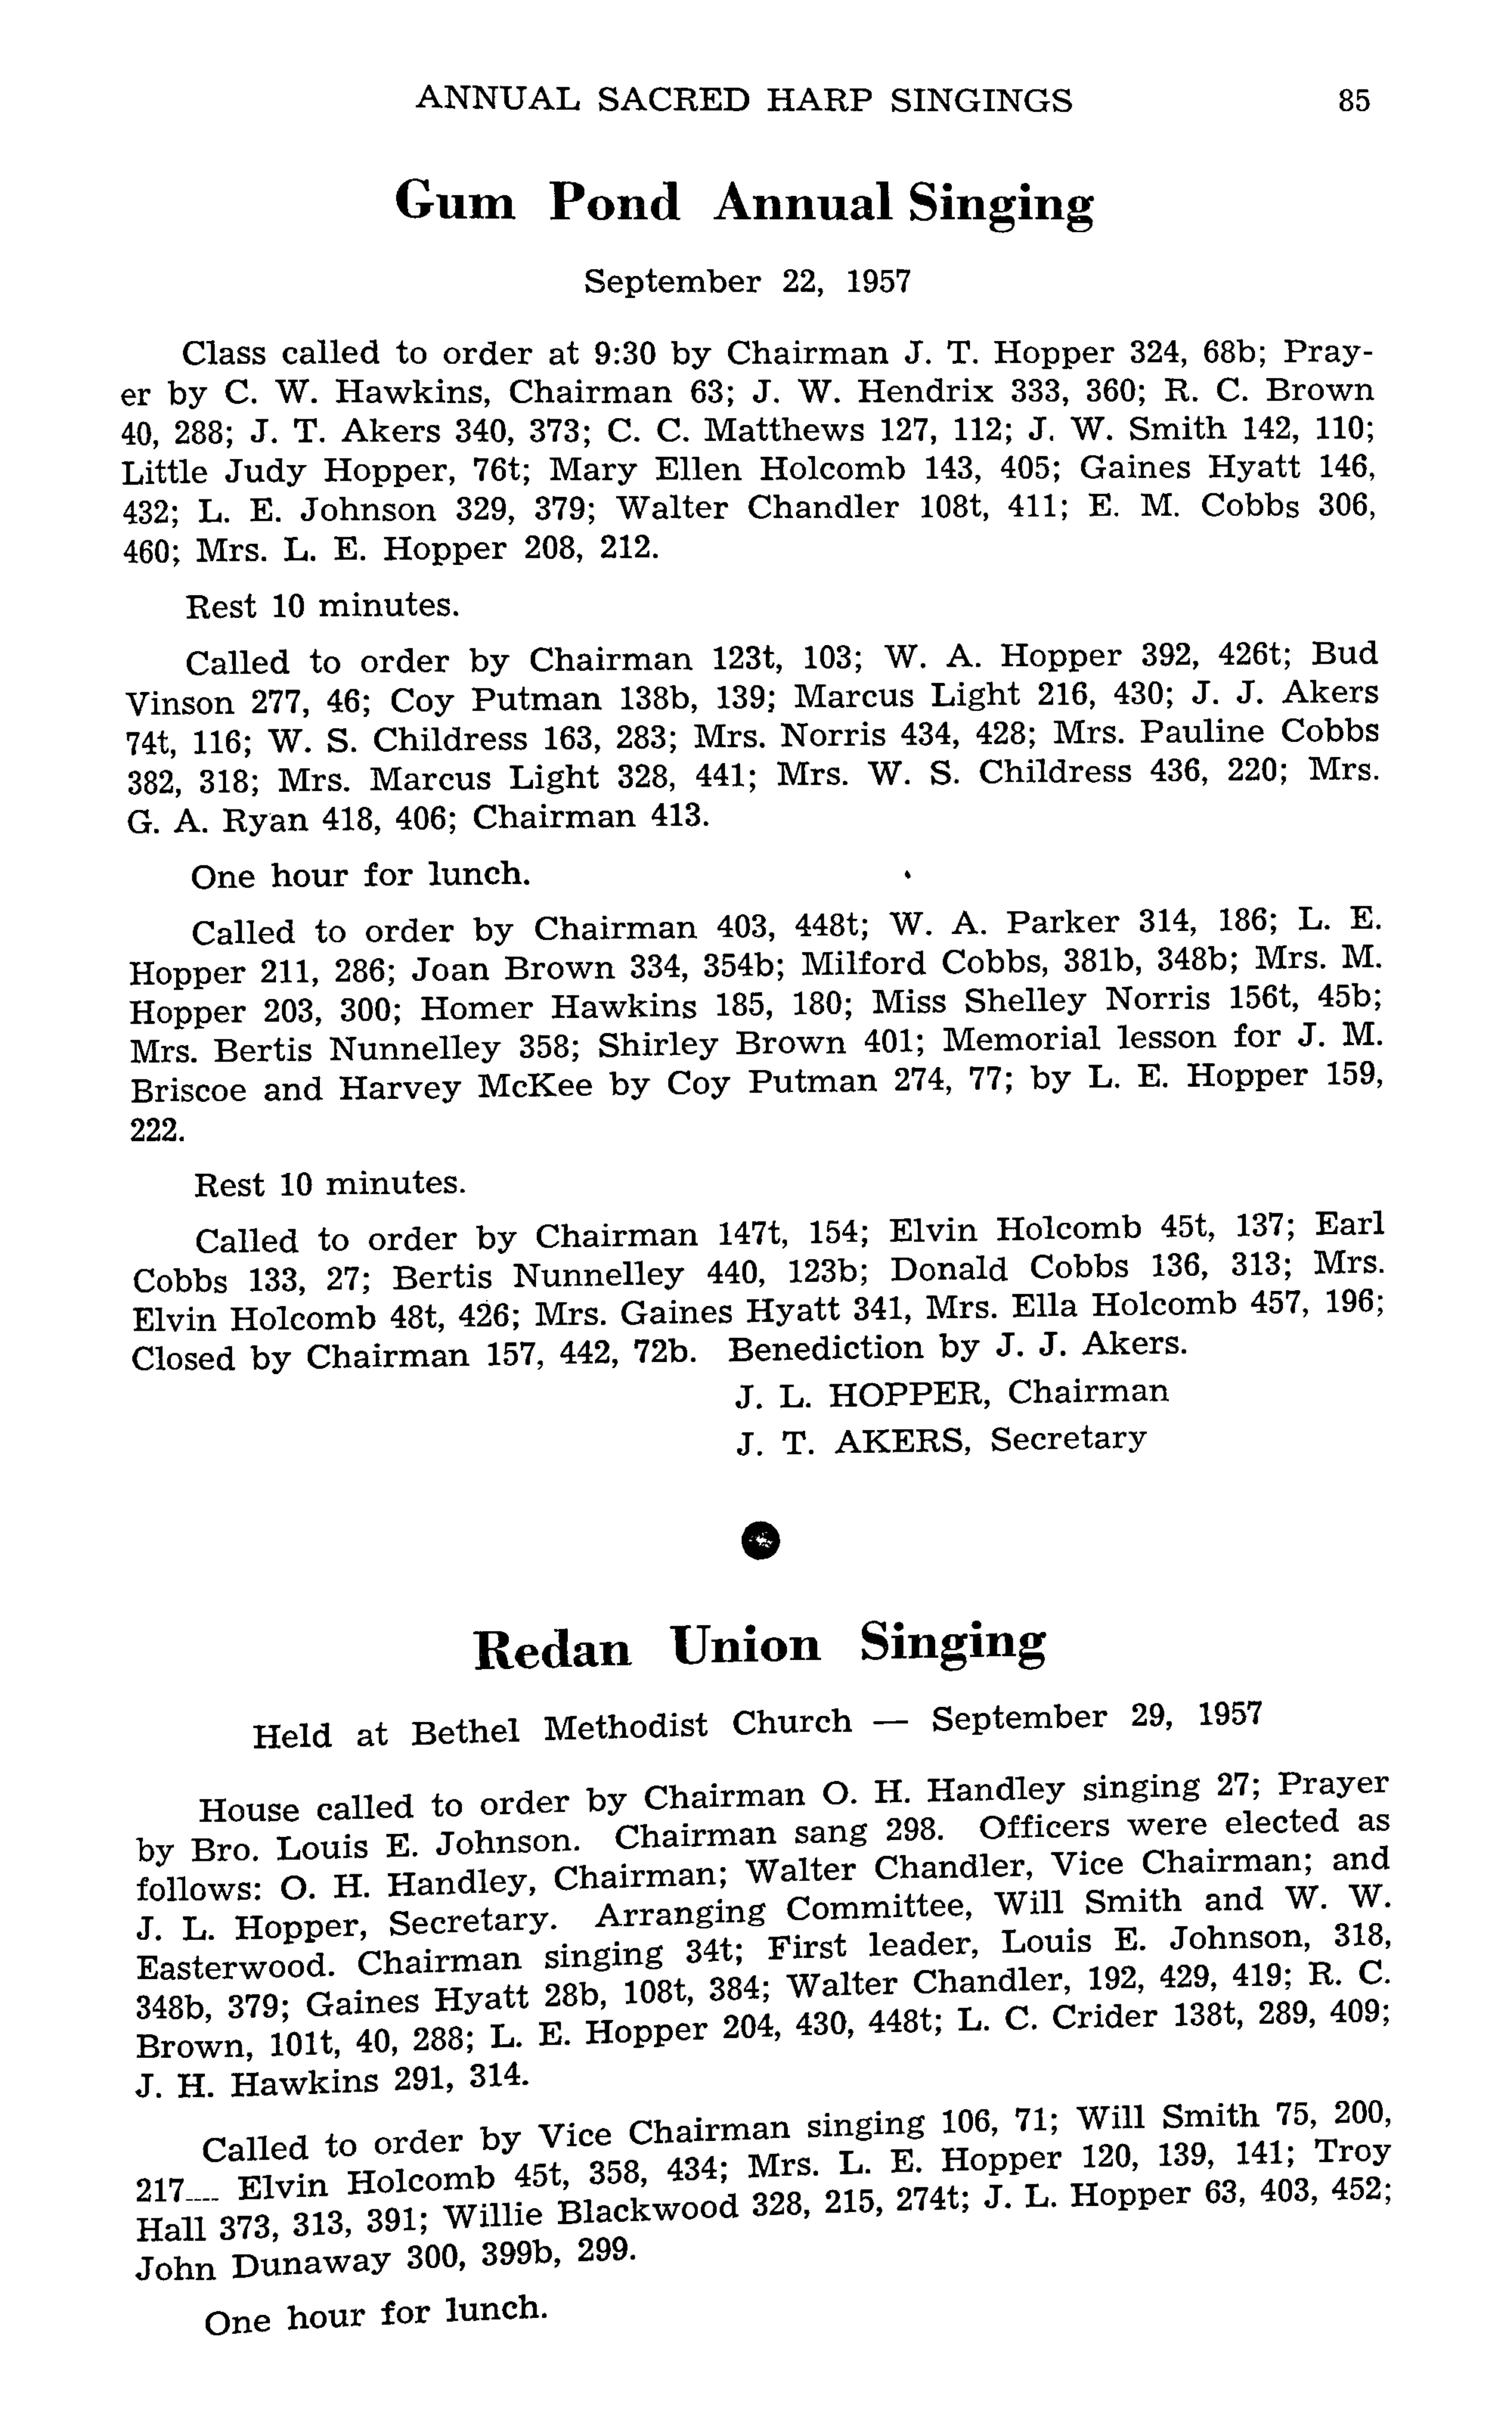 ANNUAL SACRED HARP SINGINGS 85
Gum Pond Annual Singing
September 22, 1957
Class called to order at 9:30 by Chairman J. T. Hopper 324, 68b; Pray-
er by C. W. Hawkins, Chairman 63; J. W. Hendrix 333, 360; R. C. Brown
40, 288; J. T. Akers 340, 373; C. C. Matthews 127, 112; J. W. Smith 142, 110;
Little Judy Hopper, 76t; Mary Ellen Holcomb 143, 405; Gaines Hyatt 146,
432; L. E. Johnson 329, 379; Walter Chandler 108t, 411; E. M. Cobbs 306,
460; Mrs. L. E. Hopper 208, 212.
Rest 10 minutes.
Called to order by Chairman 123t, 103; W. A. Hopper 392, 426t; Bud
Vinson 277, 46; Coy Putman 138b, 139; Marcus Light 216, 430; J. J. Akers
74t, 116; W. S. Childress 163, 283; Mrs. Norris 434, 428; Mrs. Pauline Cobbs
382, 318; Mrs. Marcus Light 328, 441; Mrs. W. S. Childress 436, 220; Mrs.
G. A. Ryan 418, 406; Chairman 413.
One hour for lunch.
Called to order by Chairman 403, 448t; W. A. Parker 314, 186; L. E.
Hopper 211, 286; Joan Brown 334, 354b; Milford Cobbs, 381b, 348b; Mrs. M.
Hopper 203, 300; Homer Hawkins 185, 180; Miss Shelley Norris 156t, 45b;
Mrs. Bertis Nunnelley 358; Shirley Brown 401; Memorial lesson for J. M.
Briscoe and Harvey McKee by Coy Putman 274, 77; by L. E. Hopper 159,
222.
Rest 10 minutes.
Called to order by Chairman 147t, 154; Elvin Holcomb 45t, 137; Earl
Cobbs 133, 27; Bertis Nunnelley 440, 123b; Donald Cobbs 136, 313; Mrs.
Elvin Holcomb 48t, 426; Mrs. Gaines Hyatt 341, Mrs. Ella Holcomb 457, 196;
Closed by Chairman 157, 442, 72b. Benediction by J. J. Akers.
J. L. HOPPER, Chairman
J. T. AKERS, Secretary
Redan Union Singing
Held at Bethel Methodist Church — September 29, 1957
House called to order by Chairman O. H. Handley singing 27; Prayer
by Bro. Louis E. Johnson. Chairman sang 298. Officers were elected as
follows: O. H. Handley, Chairman; Walter Chandler, Vice Chairman; and
J. L. Hopper, Secretary. Arranging Committee, Will Smith and W. W.
Easterwood. Chairman singing 34t; First leader, Louis E. Johnson, 318,
348b, 379; Gaines Hyatt 28b, 108t, 384; Walter Chandler, 192, 429, 419; R. C.
Brown, 101t, 40, 288; L. E. Hopper 204, 430, 448t; L. C. Crider 138t, 289, 409;
J. H. Hawkins 291, 314.
Called to order by Vice Chairman singing 106, 71; Will Smith 75, 200,
217.... Elvin Holcomb 45t, 358, 434; Mrs. L. E. Hopper 120, 139, 141; Troy
Hall 373, 313, 391; Willie Blackwood 328, 215, 274t; J. L. Hopper 63, 403, 452;
John Dunaway 300, 399b, 299.
One hour for lunch.